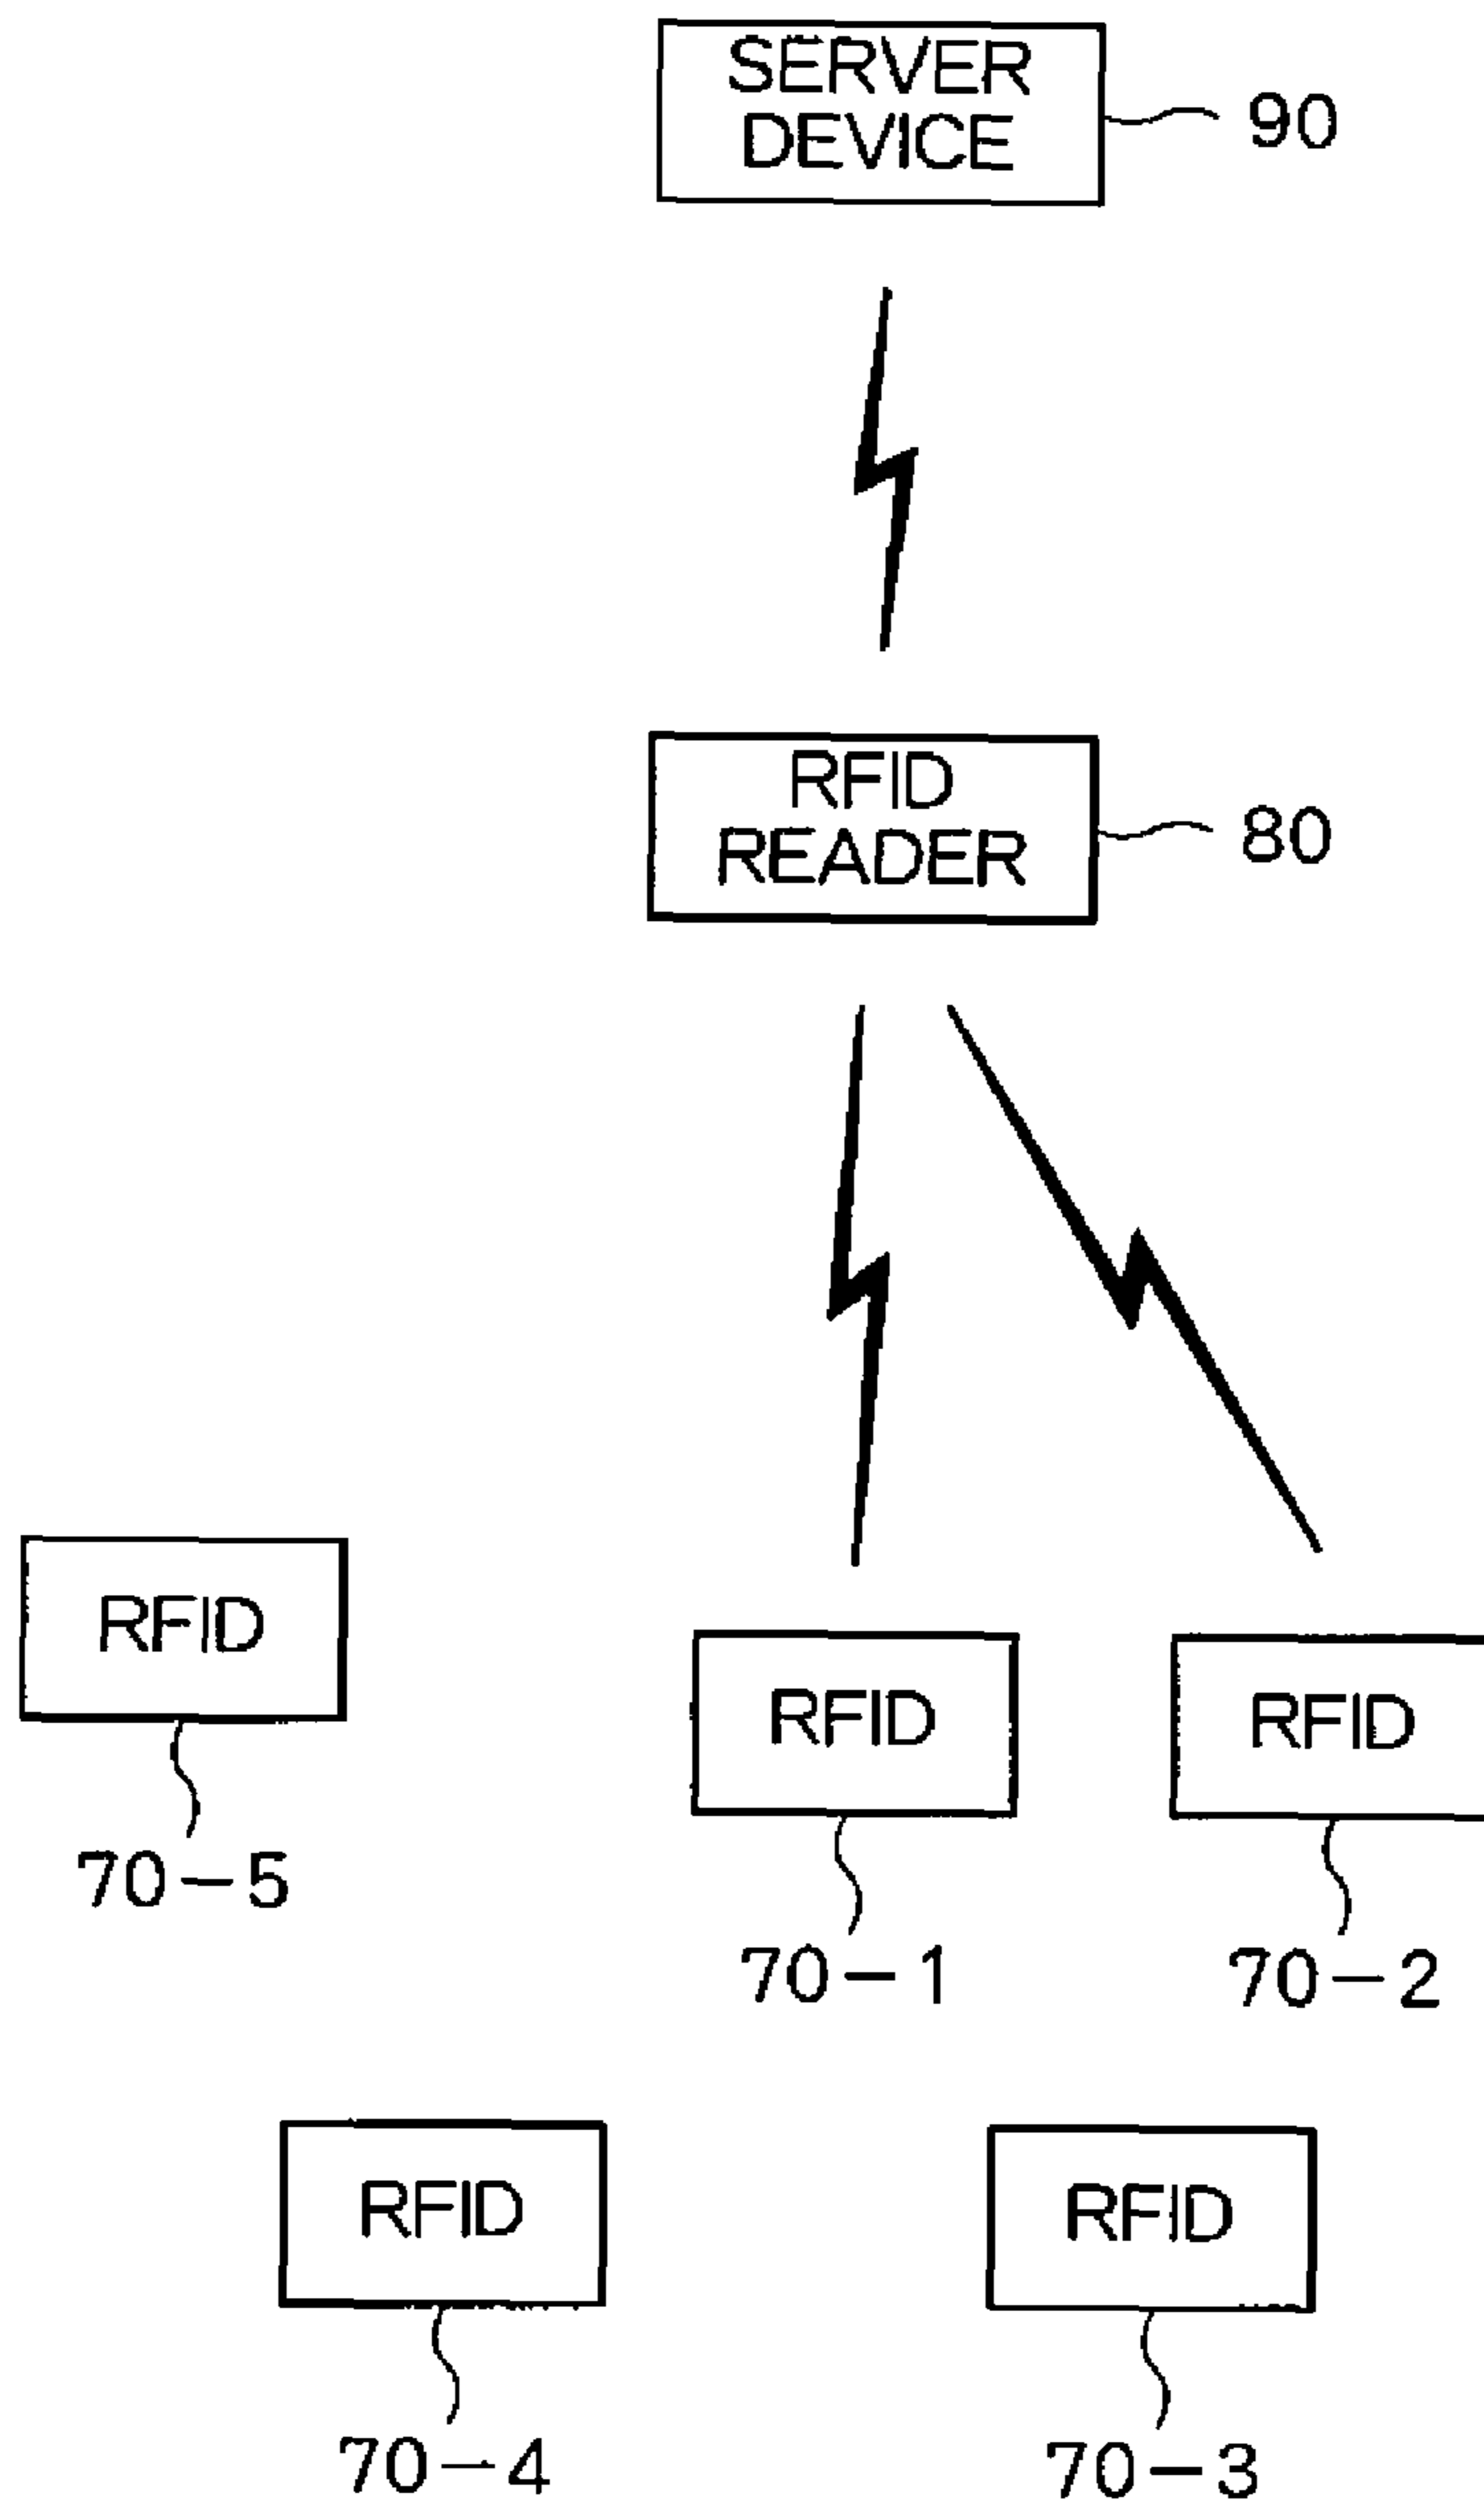 SERVER
DEVICE
90
RFID
READER
80
RFID
70-5
RFID
70-1
RFID
70-2
RFID
70-4
RFID
70-3